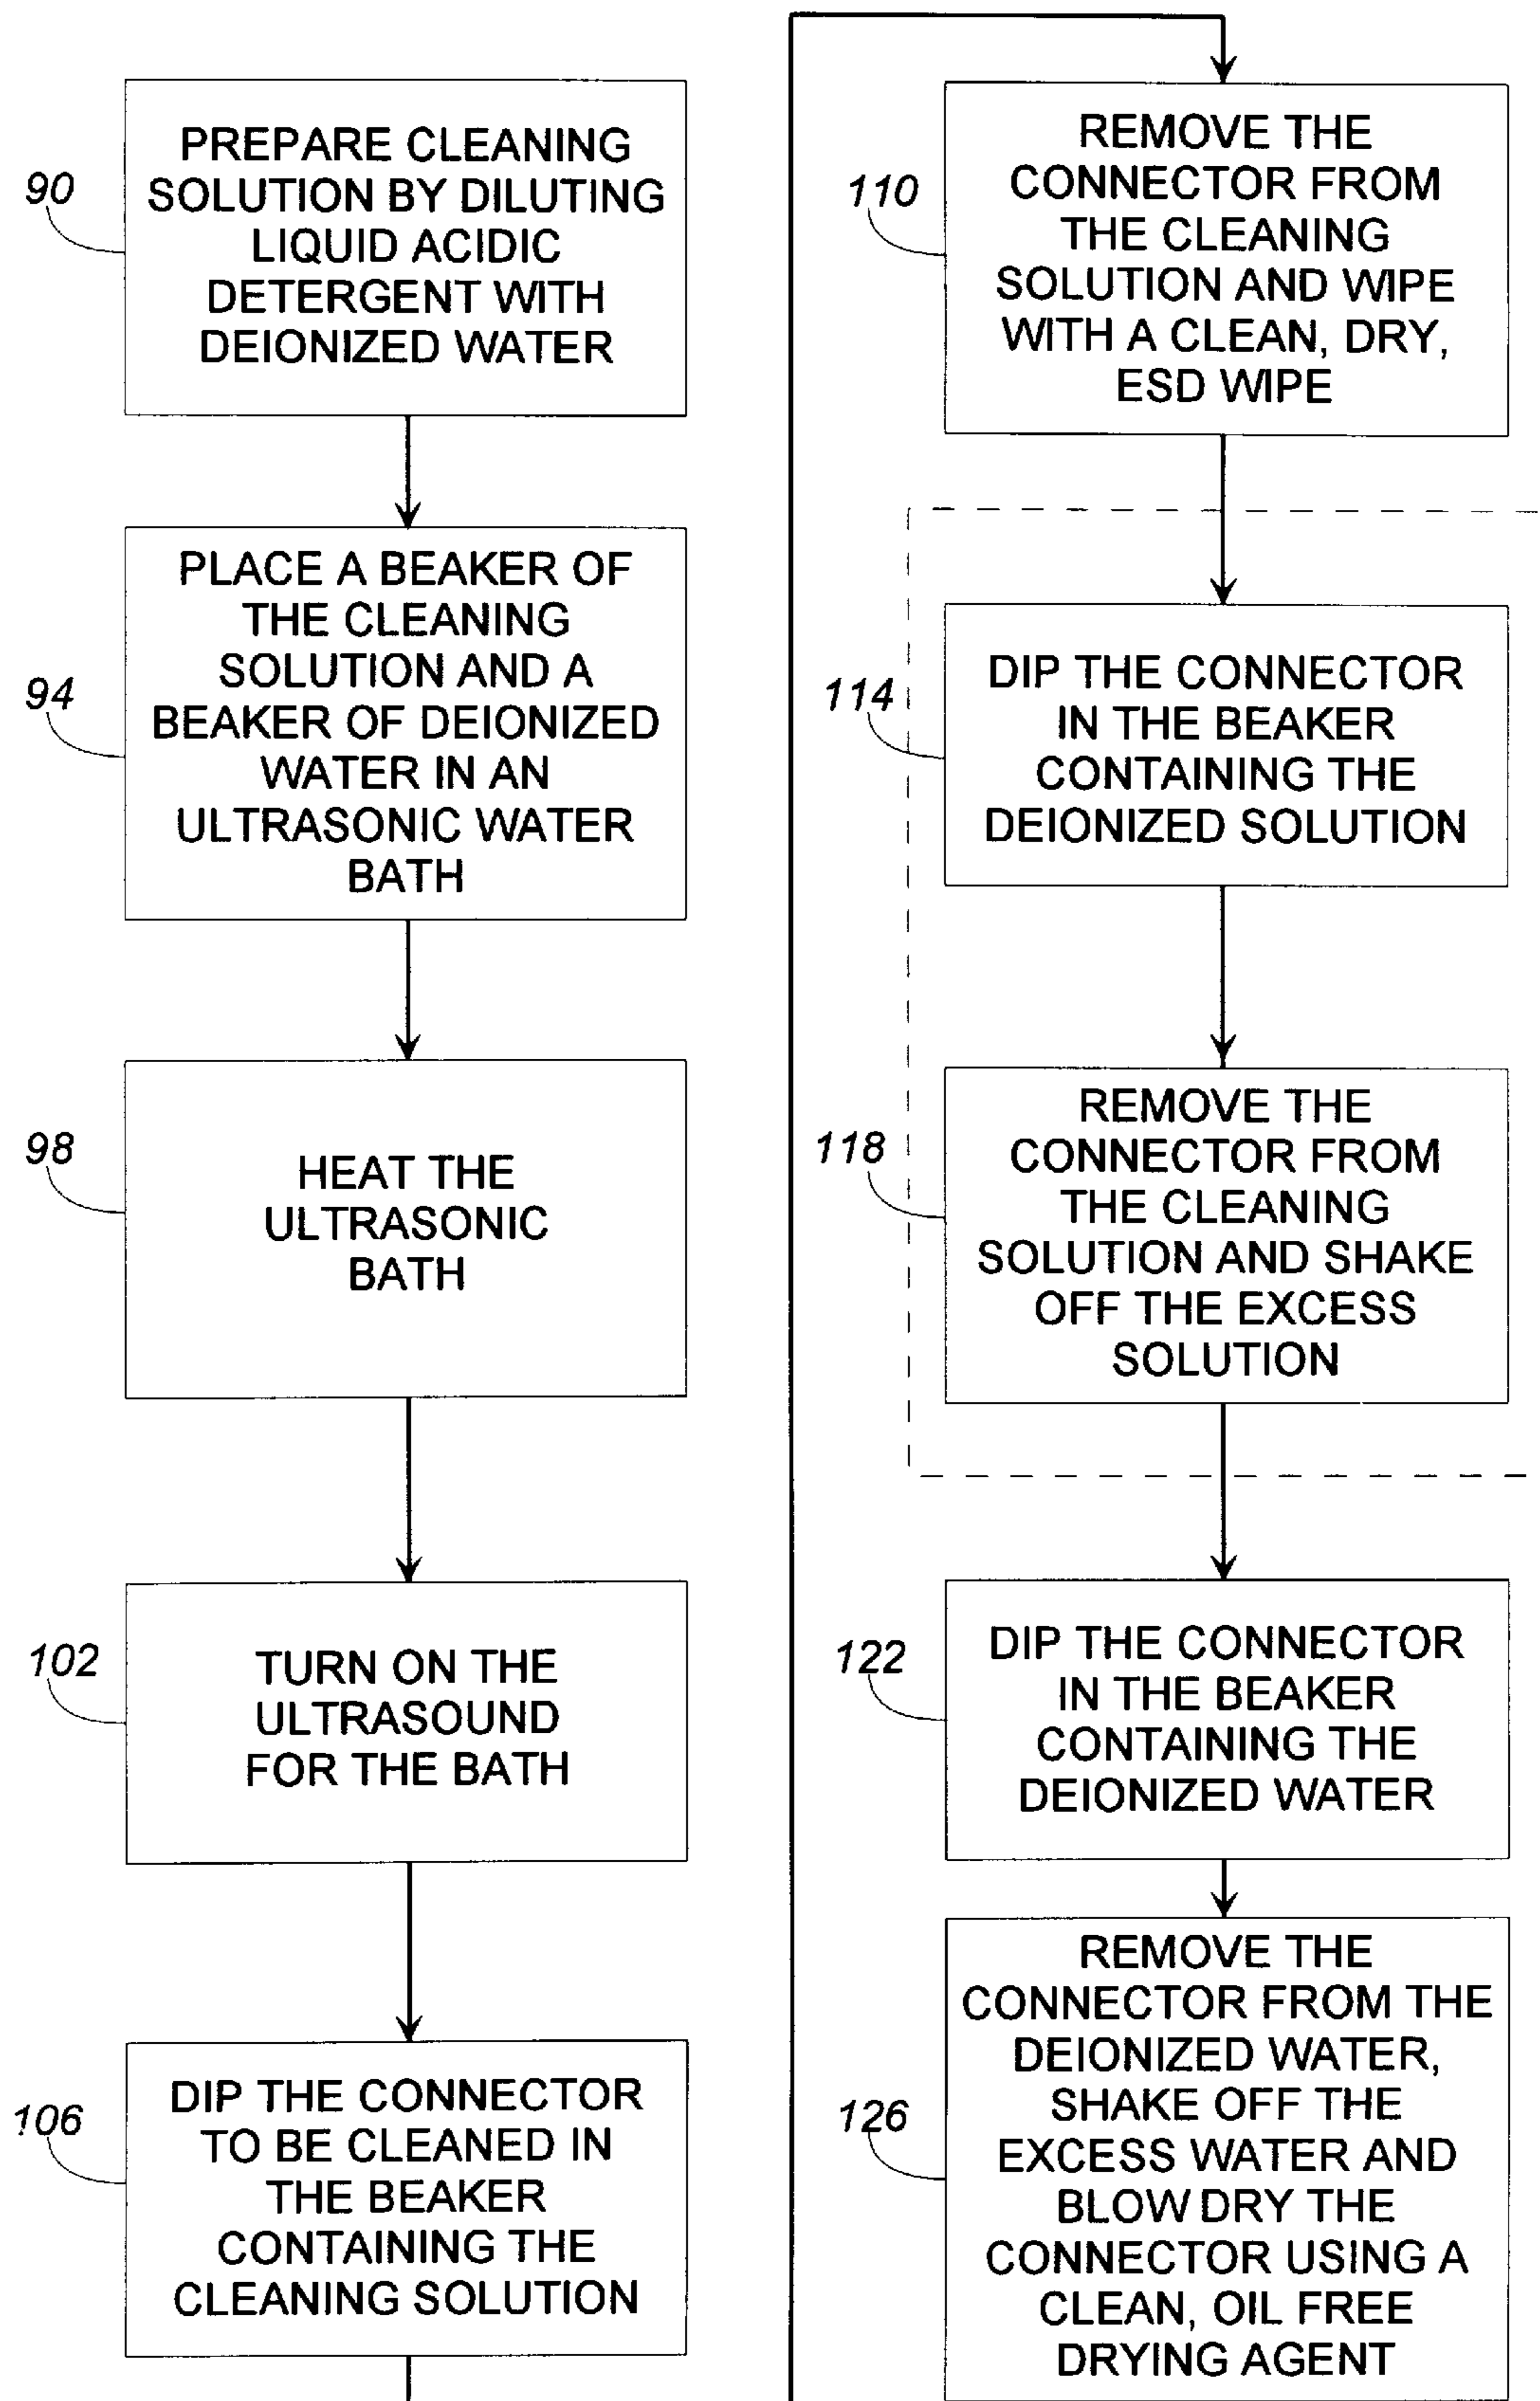 90
PREPARE CLEANING
SOLUTION BY DILUTING
LIQUID ACIDIC
DETERGENT WITH
DEIONIZED WATER
94
PLACE A BEAKER OF
THE CLEANING
SOLUTION AND A
BEAKER OF DEIONIZED
WATER IN AN
ULTRASONIC WATER
BATH
98
HEAT THE
ULTRASONIC
BATH
102
TURN ON THE
ULTRASOUND
FOR THE BATH
106
DIP THE CONNECTOR
TO BE CLEANED IN
THE BEAKER
CONTAINING THE
CLEANING SOLUTION
110
REMOVE THE
CONNECTOR FROM
THE CLEANING
SOLUTION AND WIPE
WITH A CLEAN, DRY,
ESD WIPE
114
DIP THE CONNECTOR
IN THE BEAKER
CONTAINING THE
DEIONIZED SOLUTION
118
REMOVE THE
CONNECTOR FROM
THE CLEANING
SOLUTION AND SHAKE
OFF THE EXCESS
SOLUTION
122
DIP THE CONNECTOR
IN THE BEAKER
CONTAINING THE
DEIONIZED WATER
126
REMOVE THE
CONNECTOR FROM THE
DEIONIZED WATER,
SHAKE OFF THE
EXCESS WATER AND
BLOW DRY THE
CONNECTOR USING A
CLEAN, OIL FREE
DRYING AGENT